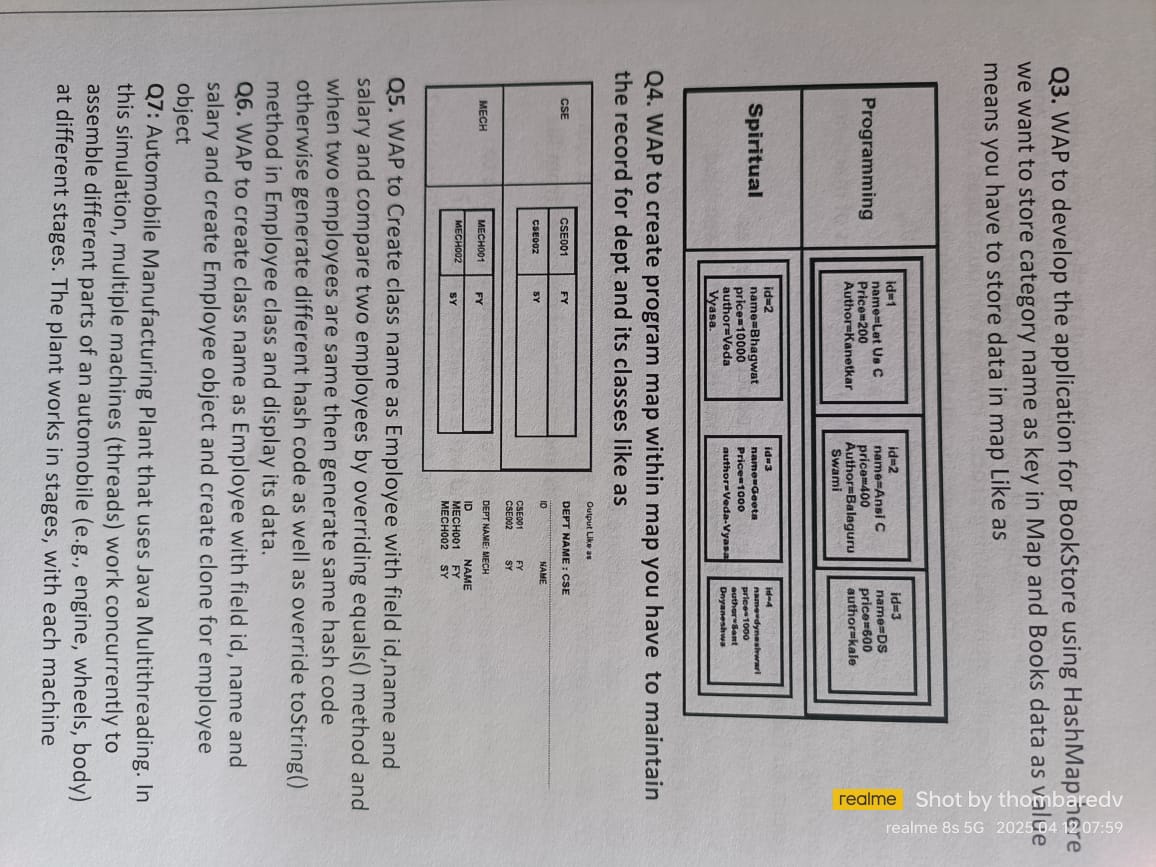 Q3. WAP to develop the application for BookStore using HashMap here
we want to store category name as key in Map and Books data as value
means you have to store data in map Like as
Programming
id=1
name=Let Us C
Price=200
Author=Kanetkar
id=2
name=Ansi C
price=400
Author=Balaguru
Swami
id=3
name=DS
price=600
author=kale
Spiritual
id=2
name=Bhagwat
price=10000
author=Veda
Vyasa.
id=3
name=Geeta
Price=1000
author=Veda-Vyasa
id=4
name=dyneshwari
price=1000
author=Sant
Dnyaneshwa
Q4. WAP to create program map within map you have to maintain
the record for dept and its classes like as
CSE
CSE001 FY
CSE002 SY
MECH
MECH001 FY
MECH002 SY
Output Like as
DEPT NAME : CSE
ID NAME
CSE001 FY
CSE002 SY
DEPT NAME: MECH
ID NAME
MECH001 FY
MECH002 SY
Q5. WAP to Create class name as Employee with field id,name and
salary and compare two employees by overriding equals() method and
when two employees are same then generate same hash code
otherwise generate different hash code as well as override toString()
method in Employee class and display its data.
Q6. WAP to create class name as Employee with field id, name and
salary and create Employee object and create clone for employee
object
Q7: Automobile Manufacturing Plant that uses Java Multithreading. In
this simulation, multiple machines (threads) work concurrently to
assemble different parts of an automobile (e.g., engine, wheels, body)
at different stages. The plant works in stages, with each machine
realme Shot by thombaredv
realme 8s 5G